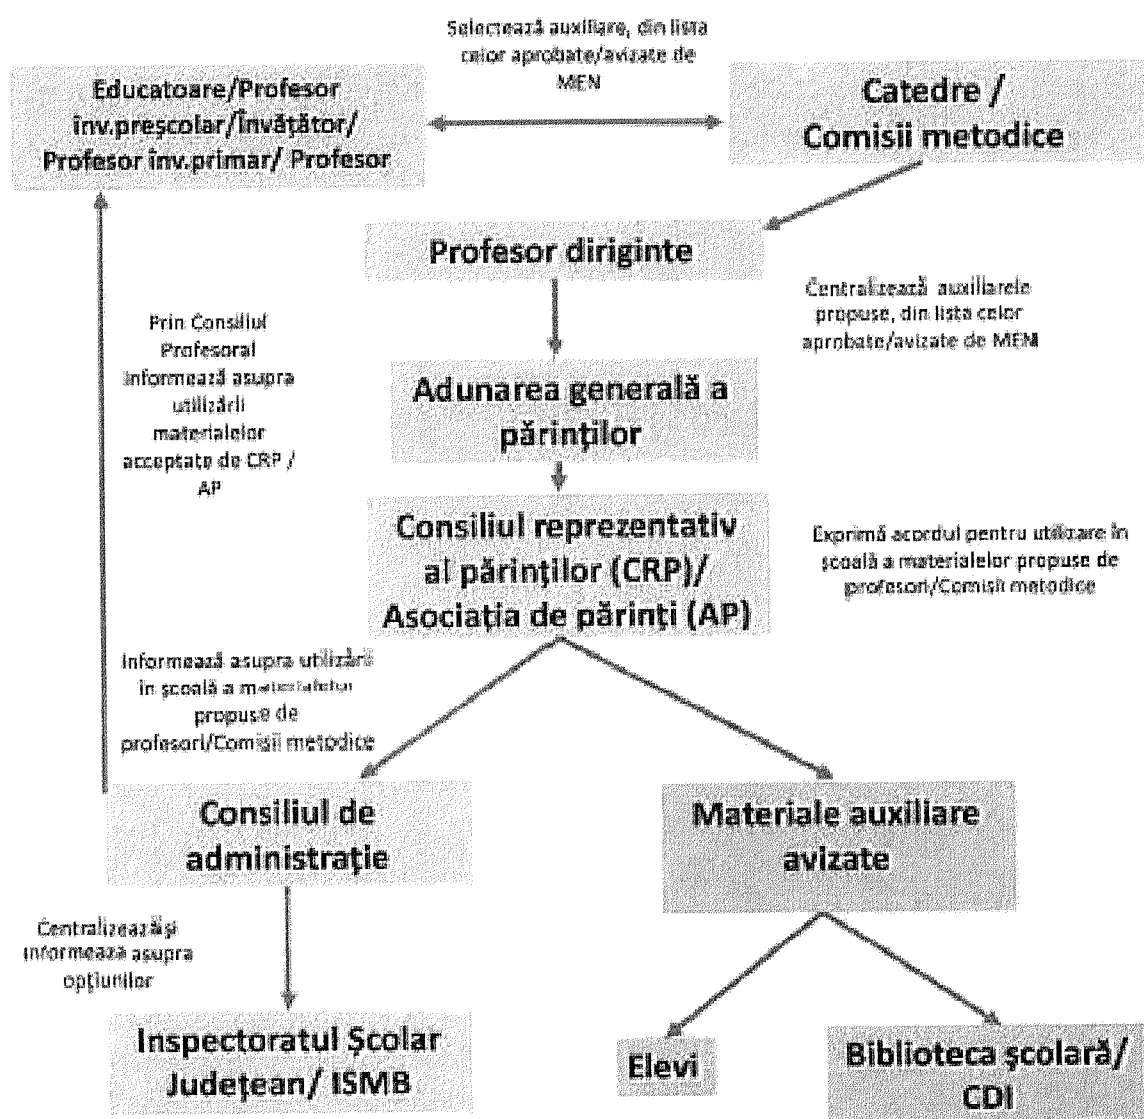 Selectează auxiliare, din lista
celor aprobate/avizate de
MEN
Educatoare/Profesor
înv.preșcolar/Învățător/
Profesor înv.primar/ Profesor
Catedre /
Comisii metodice
Profesor diriginte
Centralizează auxiliarele
propuse, din lista celor
aprobate/avizate de MEN
Prin Consiliul
Profesoral
informează asupra
utilizării
materialelor
acceptate de CRP /
AP
Adunarea generală a
părinților
Consiliul reprezentativ
al părinților (CRP)/
Asociația de părinți (AP)
Exprimă acordul pentru utilizare în
școală a materialelor propuse de
profesori/Comisii metodice
Informează asupra utilizării
în școală a
propuse de
profesori/Comisii metodice
Consiliul de
administrație
Materiale auxiliare
avizate
Centralizează și
informează asupra
opțiunilor
Inspectoratul Școlar
Județean/ ISMB
Elevi
Biblioteca școlară/
CDI